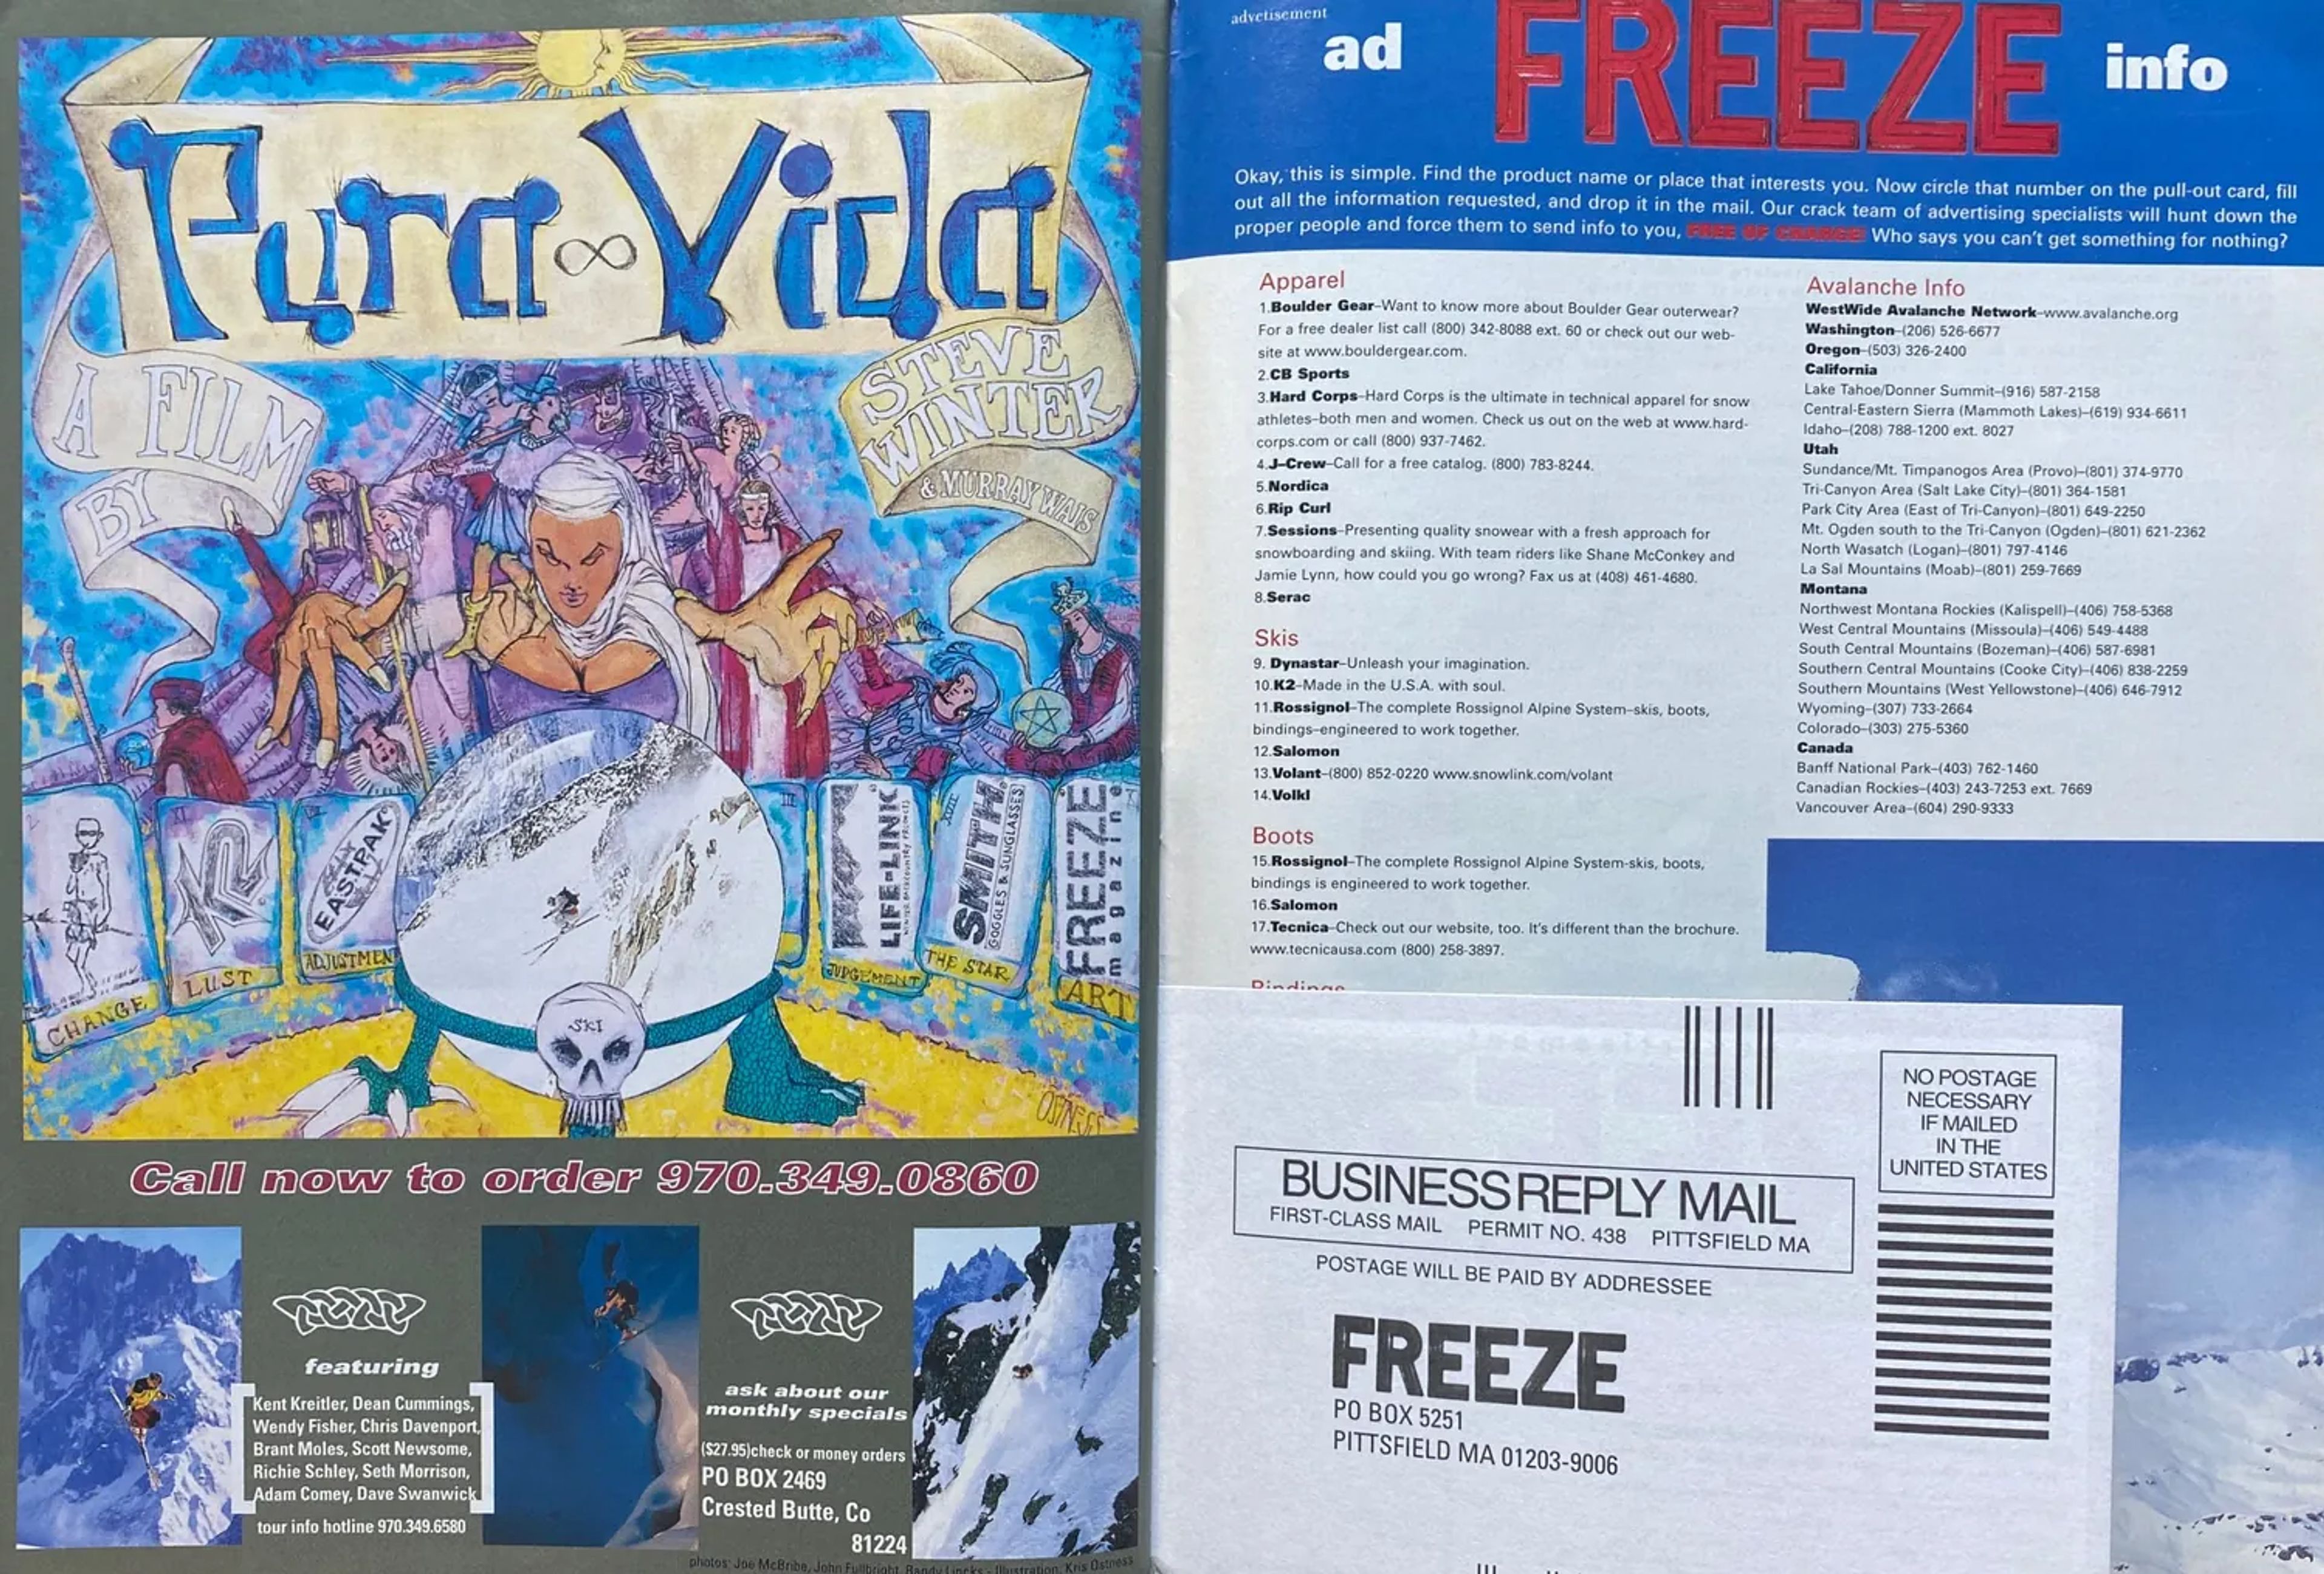 Pura ∞ Vida
A FILM
BY
STEVE
WINTER
& MURRAY WAIS
CHANGE
K2
LUST
EASTPAK
ADJUSTMEN
III
LIFE-LINK
JUDGEMENT
XVII
SMITH
GOGGLES & SUNGLASSES
THE STAR
FREEZE
magazine
ART
SKI
OSTNESS
Call now to order 970.349.0860
featuring
Kent Kreitler, Dean Cummings,
Wendy Fisher, Chris Davenport,
Brant Moles, Scott Newsome,
Richie Schley, Seth Morrison,
Adam Comey, Dave Swanwick
tour info hotline 970.349.6580
ask about our
monthly specials
($27.95)check or money orders
PO BOX 2469
Crested Butte, Co
81224
photos: Joe McBribe, John Fullbright, Randy Lincks - Illustration, Kris Ostness
advetisement
ad FREEZE info
Okay, this is simple. Find the product name or place that interests you. Now circle that number on the pull-out card, fill
out all the information requested, and drop it in the mail. Our crack team of advertising specialists will hunt down the
proper people and force them to send info to you, FREE OF CHARGE! Who says you can't get something for nothing?
Apparel
1.Boulder Gear–Want to know more about Boulder Gear outerwear?
For a free dealer list call (800) 342-8088 ext. 60 or check out our web-
site at www.bouldergear.com.
2.CB Sports
3.Hard Corps–Hard Corps is the ultimate in technical apparel for snow
athletes–both men and women. Check us out on the web at www.hard-
corps.com or call (800) 937-7462.
4.J–Crew–Call for a free catalog. (800) 783-8244.
5.Nordica
6.Rip Curl
7.Sessions–Presenting quality snowear with a fresh approach for
snowboarding and skiing. With team riders like Shane McConkey and
Jamie Lynn, how could you go wrong? Fax us at (408) 461-4680.
8.Serac
Skis
9. Dynastar–Unleash your imagination.
10.K2–Made in the U.S.A. with soul.
11.Rossignol–The complete Rossignol Alpine System–skis, boots,
bindings–engineered to work together.
12.Salomon
13.Volant–(800) 852-0220 www.snowlink.com/volant
14.Volkl
Boots
15.Rossignol–The complete Rossignol Alpine System-skis, boots,
bindings is engineered to work together.
16.Salomon
17.Tecnica–Check out our website, too. It's different than the brochure.
www.tecnicausa.com (800) 258-3897.
Bindings
Avalanche Info
WestWide Avalanche Network–www.avalanche.org
Washington–(206) 526-6677
Oregon–(503) 326-2400
California
Lake Tahoe/Donner Summit–(916) 587-2158
Central-Eastern Sierra (Mammoth Lakes)–(619) 934-6611
Idaho–(208) 788-1200 ext. 8027
Utah
Sundance/Mt. Timpanogos Area (Provo)–(801) 374-9770
Tri-Canyon Area (Salt Lake City)–(801) 364-1581
Park City Area (East of Tri-Canyon)–(801) 649-2250
Mt. Ogden south to the Tri-Canyon (Ogden)–(801) 621-2362
North Wasatch (Logan)–(801) 797-4146
La Sal Mountains (Moab)–(801) 259-7669
Montana
Northwest Montana Rockies (Kalispell)–(406) 758-5368
West Central Mountains (Missoula)–(406) 549-4488
South Central Mountains (Bozeman)–(406) 587-6981
Southern Central Mountains (Cooke City)–(406) 838-2259
Southern Mountains (West Yellowstone)–(406) 646-7912
Wyoming–(307) 733-2664
Colorado–(303) 275-5360
Canada
Banff National Park–(403) 762-1460
Canadian Rockies–(403) 243-7253 ext. 7669
Vancouver Area–(604) 290-9333
NO POSTAGE
NECESSARY
IF MAILED
IN THE
UNITED STATES
BUSINESS REPLY MAIL
FIRST-CLASS MAIL PERMIT NO. 438 PITTSFIELD MA
POSTAGE WILL BE PAID BY ADDRESSEE
FREEZE
PO BOX 5251
PITTSFIELD MA 01203-9006